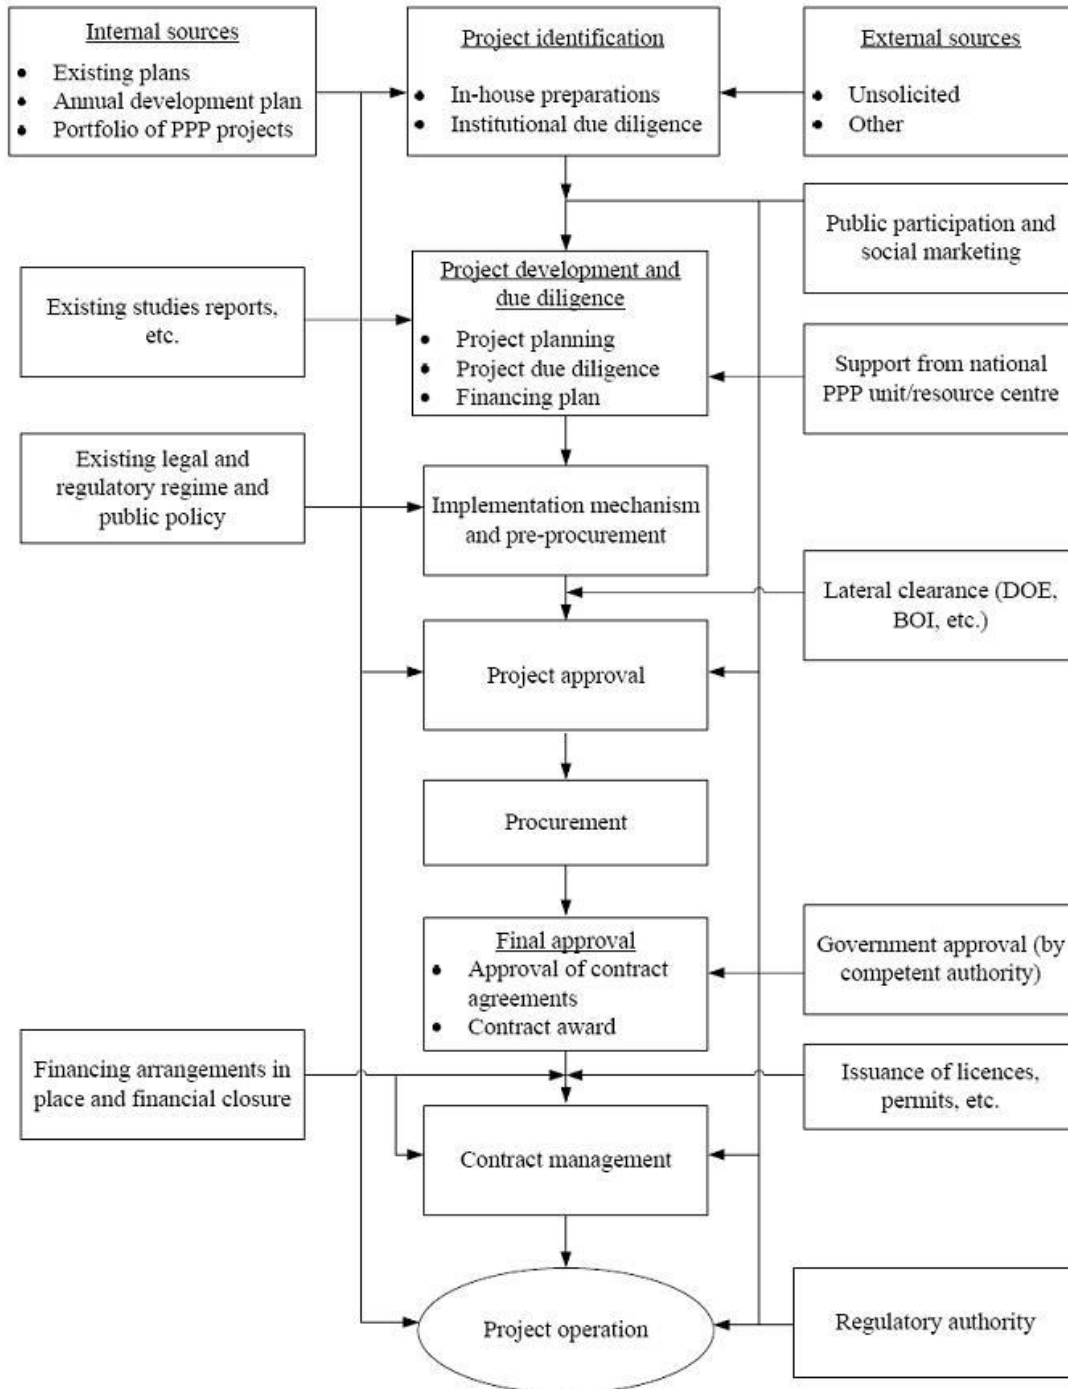 Internal sources
• Existing plans
• Annual development plan
• Portfolio of PPP projects
Project identification
• In-house preparations
• Institutional due diligence
External sources
• Unsolicited
• Other
Public participation and
social marketing
Project development and
due diligence
• Project planning
• Project due diligence
• Financing plan
Existing studies reports,
etc.
Support from national
PPP unit/resource centre
Existing legal and
regulatory regime and
public policy
Implementation mechanism
and pre-procurement
Lateral clearance (DOE,
BOI, etc.)
Project approval
Procurement
Final approval
• Approval of contract
agreements
• Contract award
Government approval (by
competent authority)
Financing arrangements in
place and financial closure
Issuance of licences,
permits, etc.
Contract management
Project operation
Regulatory authority